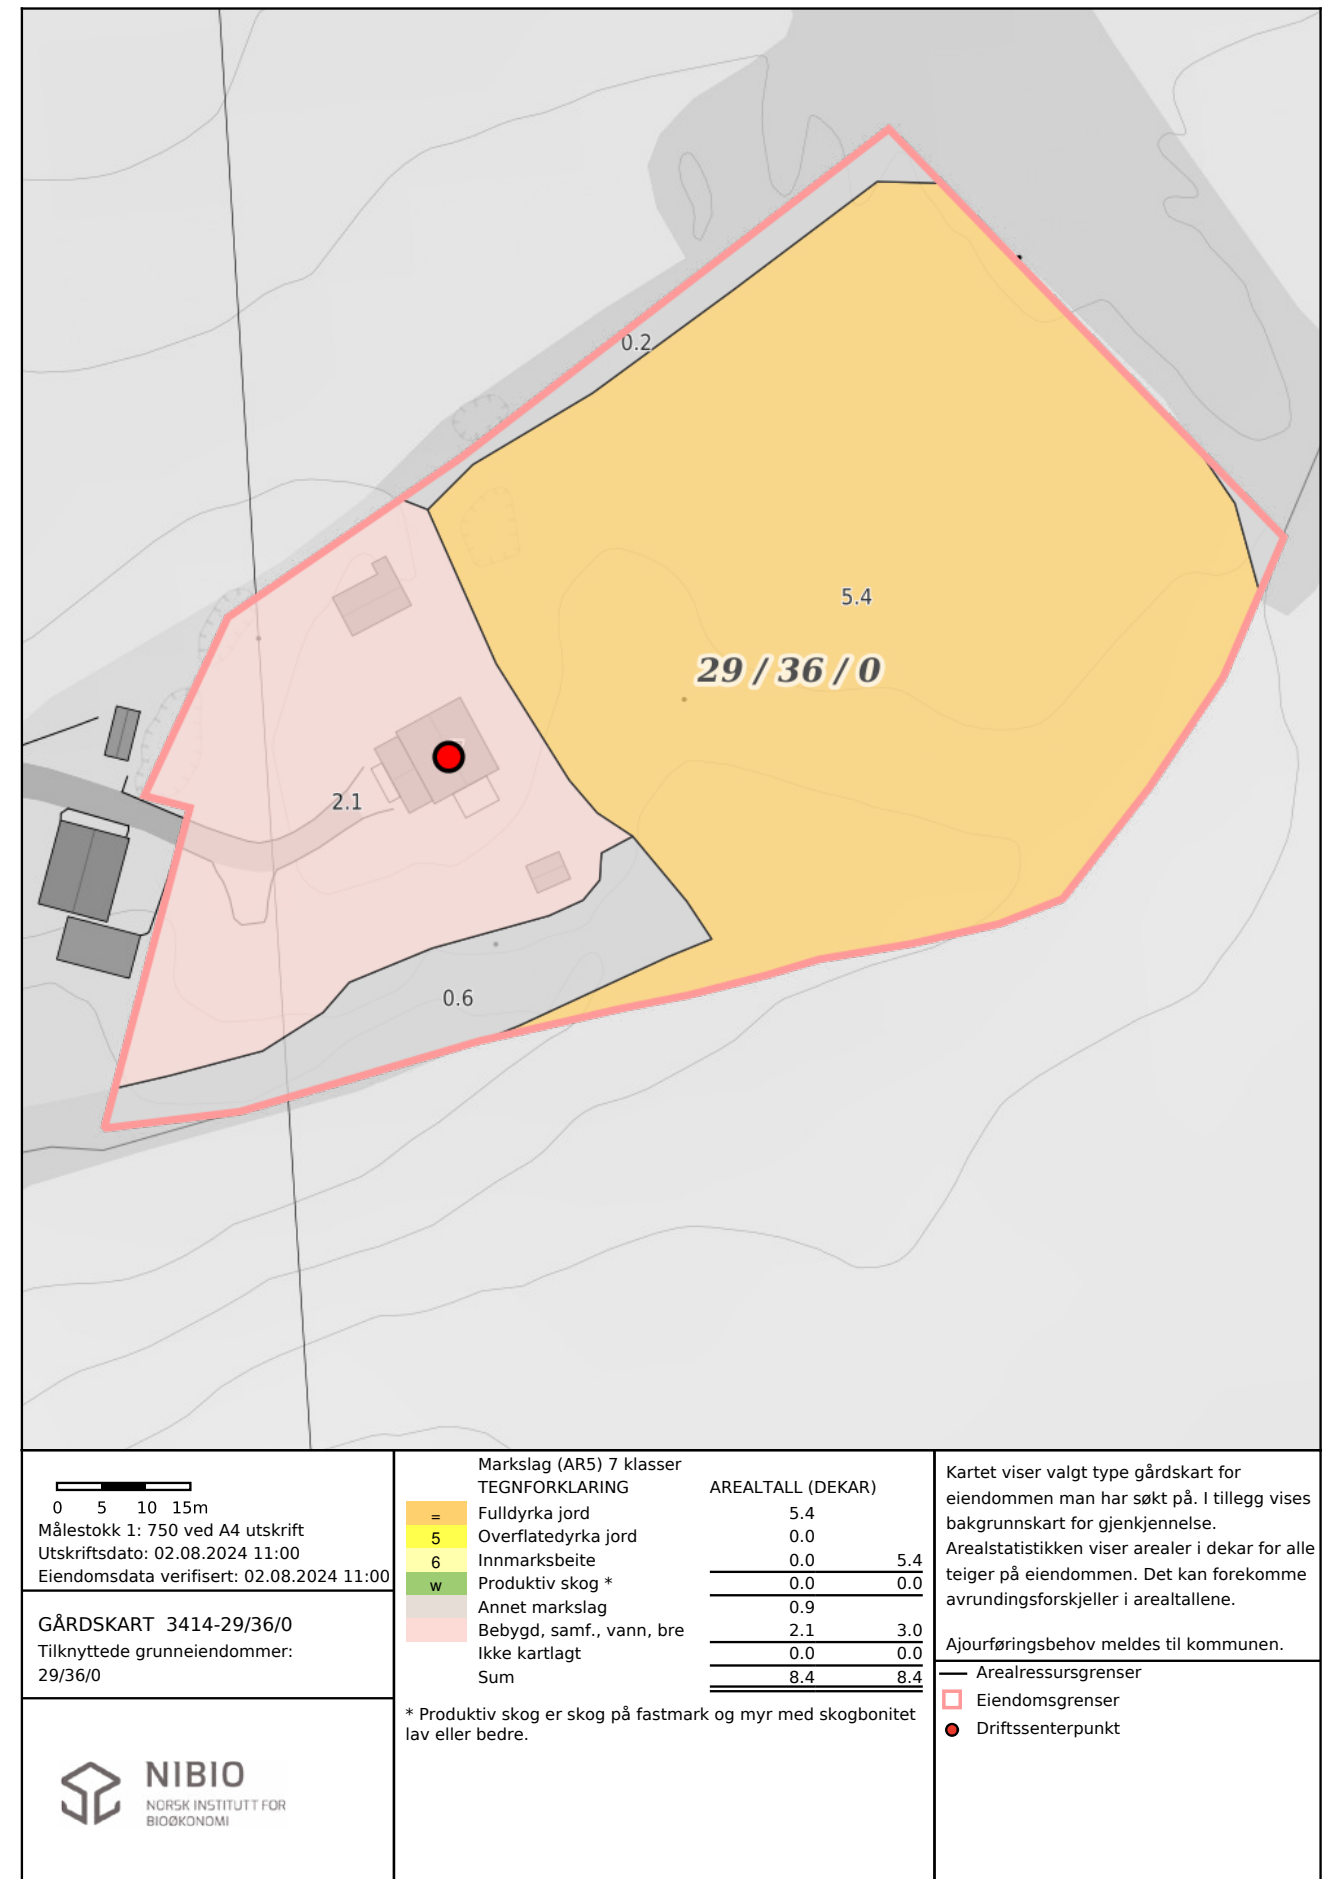 0.2
5.4
29 / 36 / 0
2.1
0.6
0 5 10 15m
Målestokk 1: 750 ved A4 utskrift
Utskriftsdato: 02.08.2024 11:00
Eiendomsdata verifisert: 02.08.2024 11:00
GÅRDSKART 3414-29/36/0
Tilknyttede grunneiendommer:
29/36/0
NIBIO
NORSK INSTITUTT FOR
BIOØKONOMI
Markslag (AR5) 7 klasser
TEGNFORKLARING AREALTALL (DEKAR)
= Fulldyrka jord 5.4
5 Overflatedyrka jord 0.0
6 Innmarksbeite 0.0 5.4
w Produktiv skog * 0.0 0.0
Annet markslag 0.9
Bebygd, samf., vann, bre 2.1 3.0
Ikke kartlagt 0.0 0.0
Sum 8.4 8.4
* Produktiv skog er skog på fastmark og myr med skogbonitet
lav eller bedre.
Kartet viser valgt type gårdskart for
eiendommen man har søkt på. I tillegg vises
bakgrunnskart for gjenkjennelse.
Arealstatistikken viser arealer i dekar for alle
teiger på eiendommen. Det kan forekomme
avrundingsforskjeller i arealtallene.
Ajourføringsbehov meldes til kommunen.
Arealressursgrenser
Eiendomsgrenser
Driftssenterpunkt